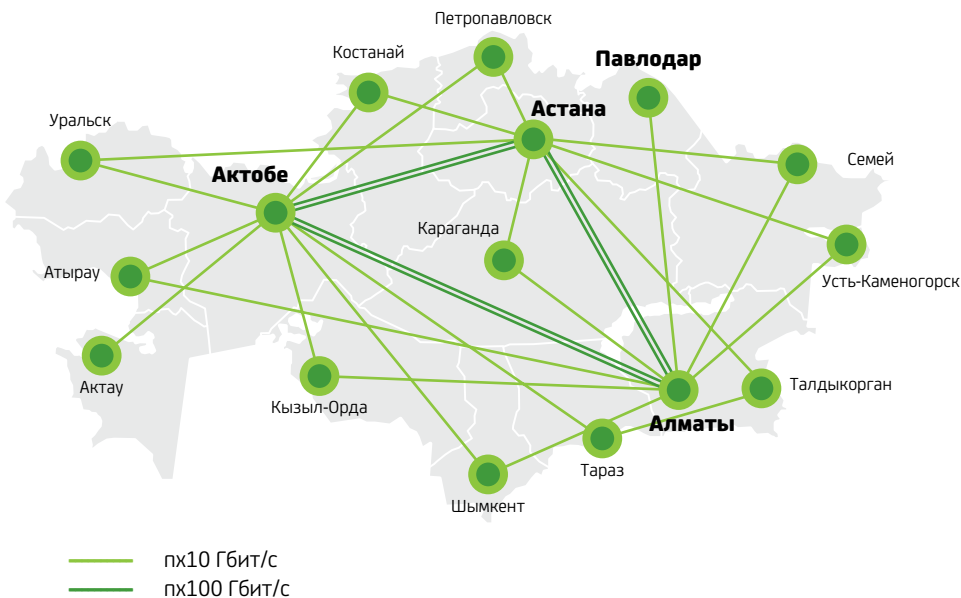 Петропавловск
Костанай
Павлодар
Астана
Уральск
Семей
Актобе
Караганда
Атырау
Усть-Каменогорск
Актау
Талдыкорган
Кызыл-Орда
Алматы
Тараз
Шымкент
nx10 Гбит/с
nx100 Гбит/с